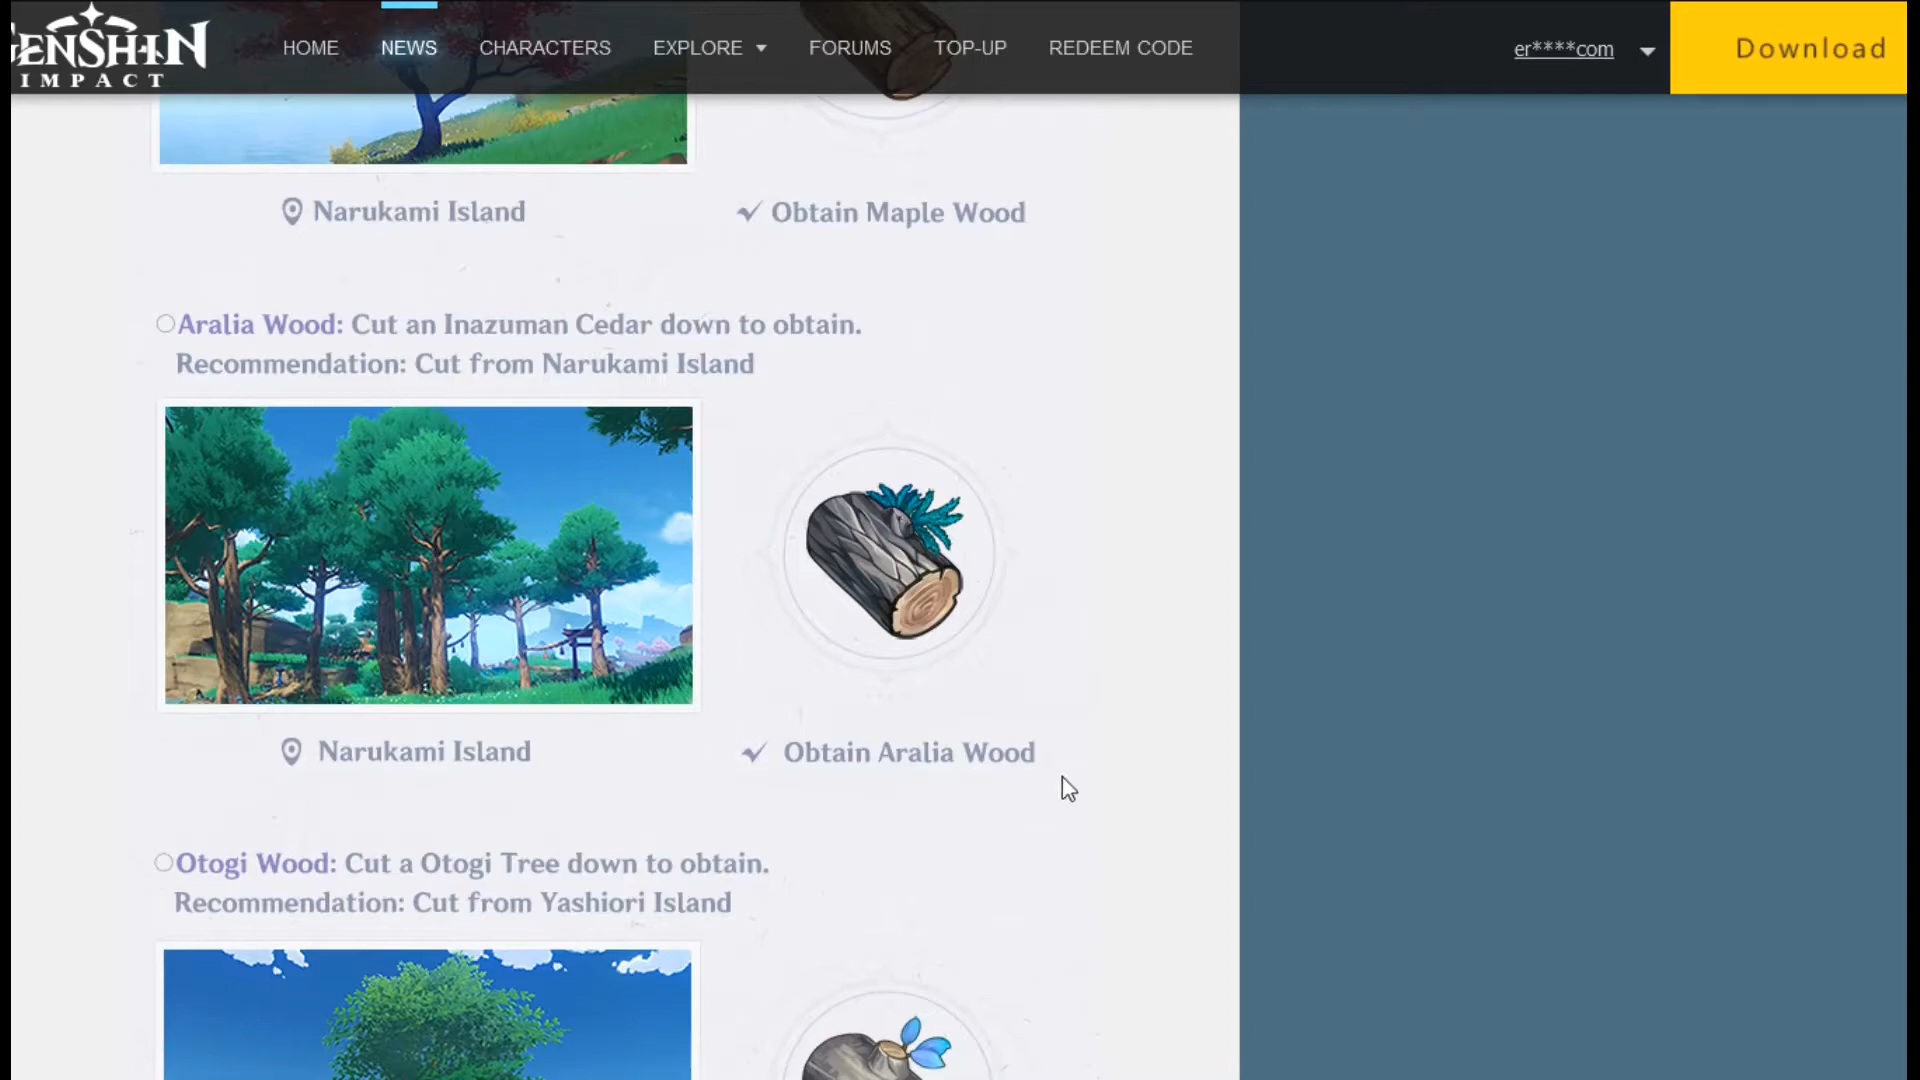 GENSHIN
IMPACT
HOME NEWS CHARACTERS EXPLORE FORUMS TOP-UP REDEEM CODE er****com Download
Narukami Island Obtain Maple Wood
Aralia Wood: Cut an Inazuman Cedar down to obtain.
Recommendation: Cut from Narukami Island
Narukami Island Obtain Aralia Wood
Otogi Wood: Cut a Otogi Tree down to obtain.
Recommendation: Cut from Yashiori Island